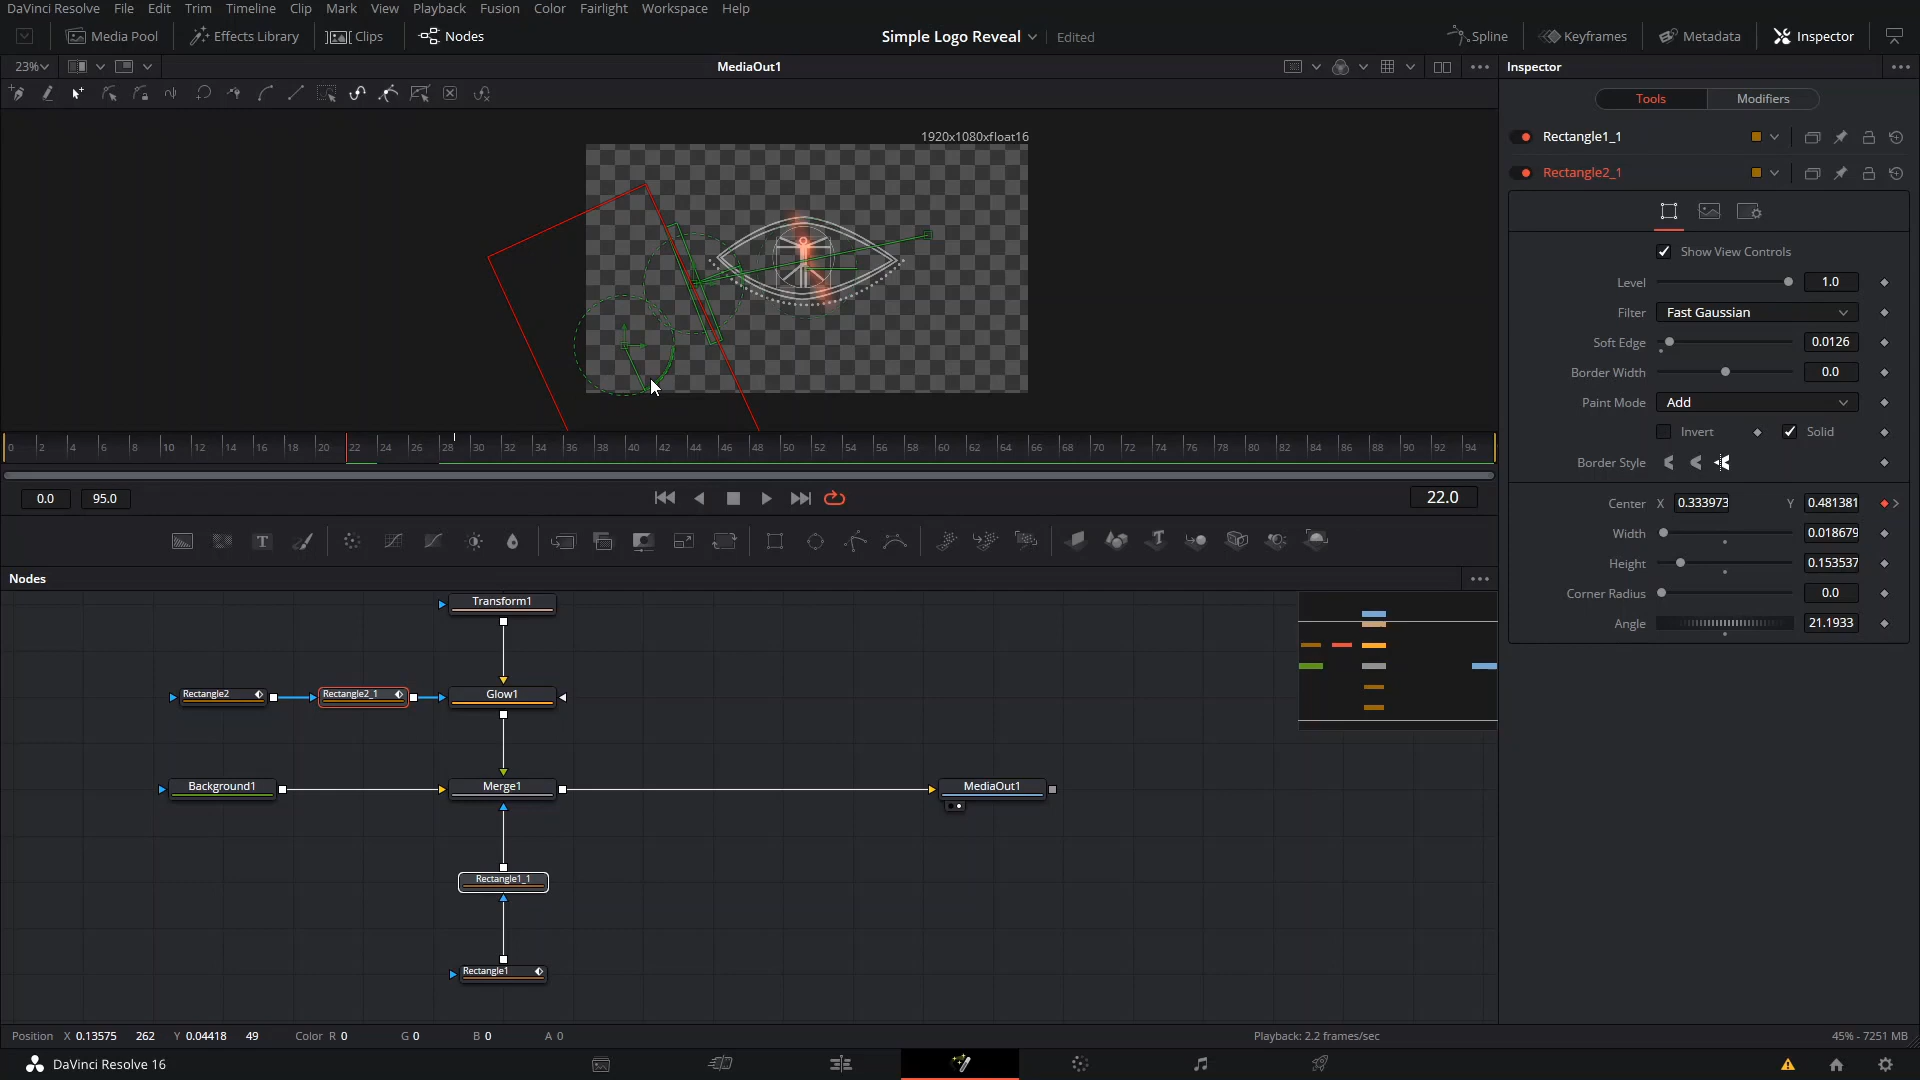 DaVinci Resolve File Edit Trim Timeline Clip Mark View Playback Fusion Color Fairlight Workspace Help
Media Pool Effects Library Clips Nodes Simple Logo Reveal Edited Spline Keyframes Metadata Inspector
23% MediaOut1 Inspector
Tools Modifiers
1920x1080xfloat16
Rectangle1_1
Rectangle2_1
Show View Controls
Level 1.0
Filter Fast Gaussian
Soft Edge 0.0126
Border Width 0.0
Paint Mode Add
Invert Solid
Border Style
Center X 0.333973 Y 0.481381
Width 0.018679
Height 0.153537
Corner Radius 0.0
Angle 21.1933
0 2 4 6 8 10 12 14 16 18 20 22 24 26 28 30 32 34 36 38 40 42 44 46 48 50 52 54 56 58 60 62 64 66 68 70 72 74 76 78 80 82 84 86 88 90 92 94
0.0 95.0 22.0
T T
Nodes
Transform1
Rectangle2 Rectangle2_1 Glow1
Background1 Merge1 MediaOut1
Rectangle1_1
Rectangle1
Position X 0.13575 262 Y 0.04418 49 Color R 0 G 0 B 0 A 0 Playback: 2.2 frames/sec 45% - 7251 MB
DaVinci Resolve 16